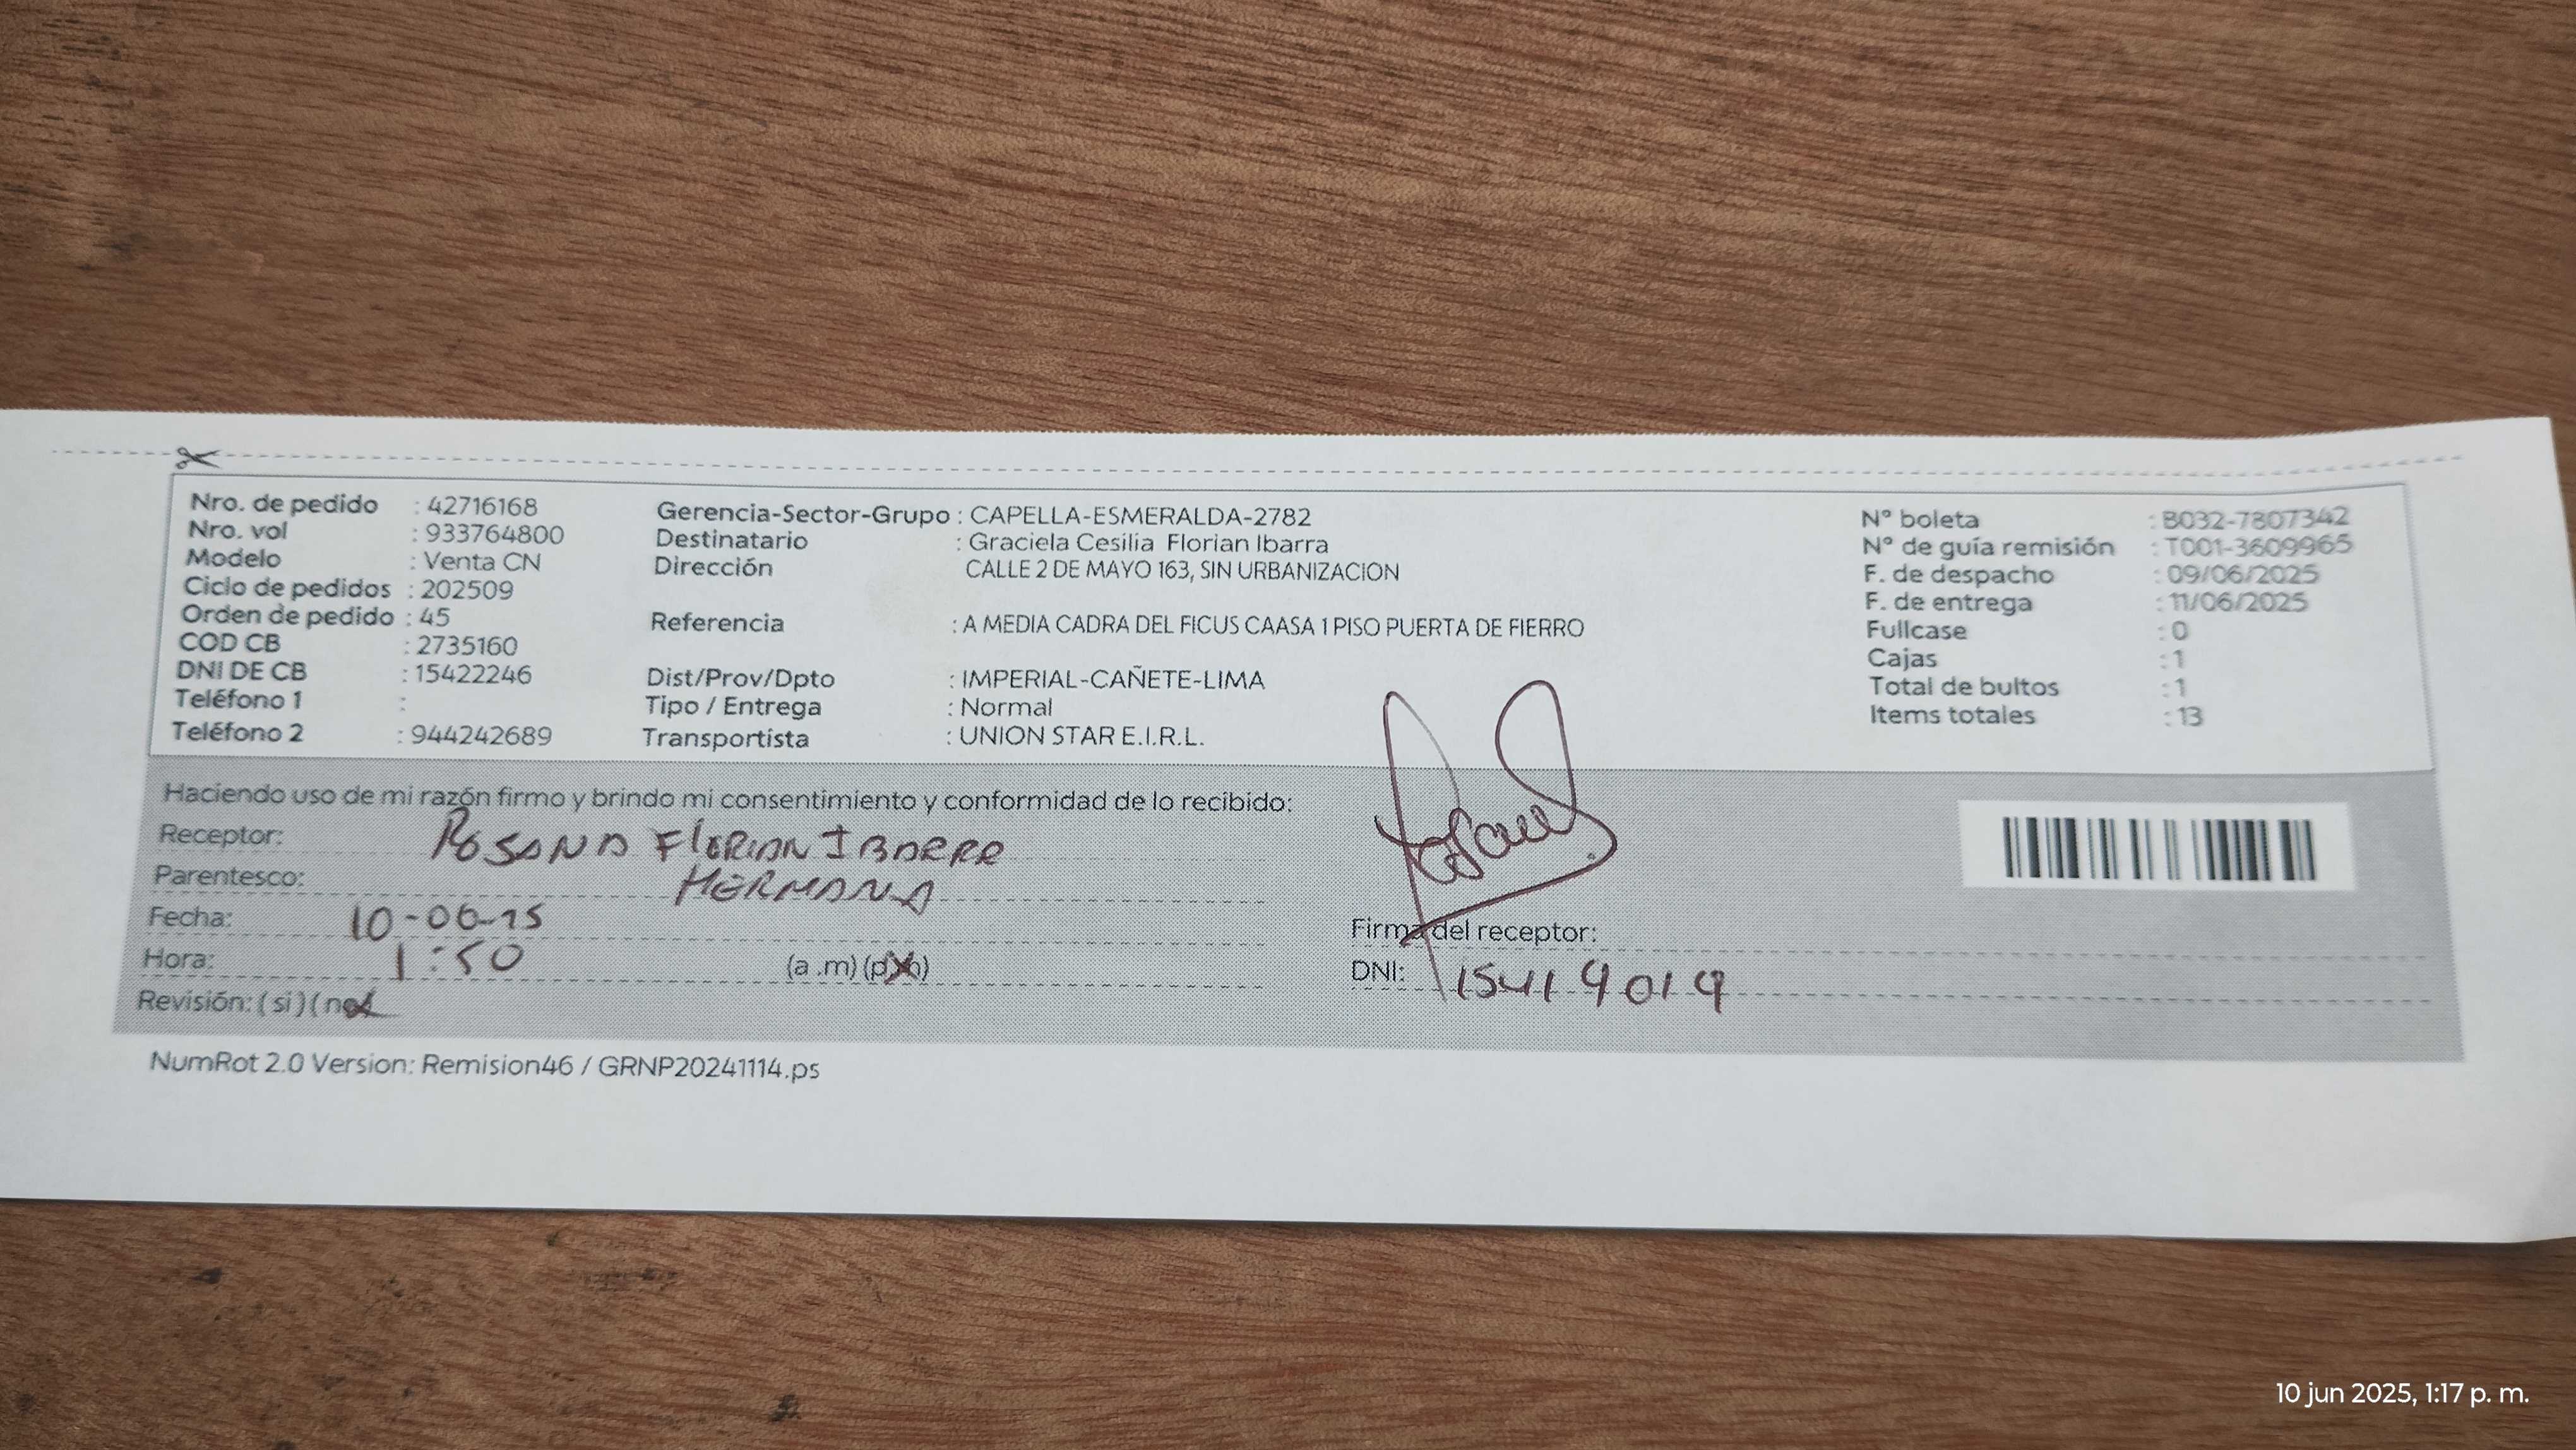 Nro. de pedido : 42716168
Nro. vol : 933764800
Modelo : Venta CN
Ciclo de pedidos : 202509
Orden de pedido : 45
COD CB : 2735160
DNI DE CB : 15422246
Teléfono 1 :
Teléfono 2 : 944242689
Gerencia-Sector-Grupo : CAPELLA-ESMERALDA-2782
Destinatario : Graciela Cesilia Florian Ibarra
Dirección CALLE 2 DE MAYO 163, SIN URBANIZACION
Referencia : A MEDIA CADRA DEL FICUS CAASA 1 PISO PUERTA DE FIERRO
Dist/Prov/Dpto : IMPERIAL-CAÑETE-LIMA
Tipo / Entrega : Normal
Transportista : UNION STAR E.I.R.L.
N° boleta : B032-7807342
N° de guía remisión : T001-3609965
F. de despacho : 09/06/2025
F. de entrega : 11/06/2025
Fullcase : 0
Cajas : 1
Total de bultos : 1
Items totales : 13
Haciendo uso de mi razón firmo y brindo mi consentimiento y conformidad de lo recibido:
Receptor: ROSANA FLORIAN IBARRA
Parentesco: HERMANA
Fecha: 10-06-25
Hora: 1:50 (a .m) (p.m)
Revisión: ( si ) ( no )
Firma del receptor:
DNI: 15419019
NumRot 2.0 Version: Remision46 / GRNP20241114.ps
10 jun 2025, 1:17 p. m.